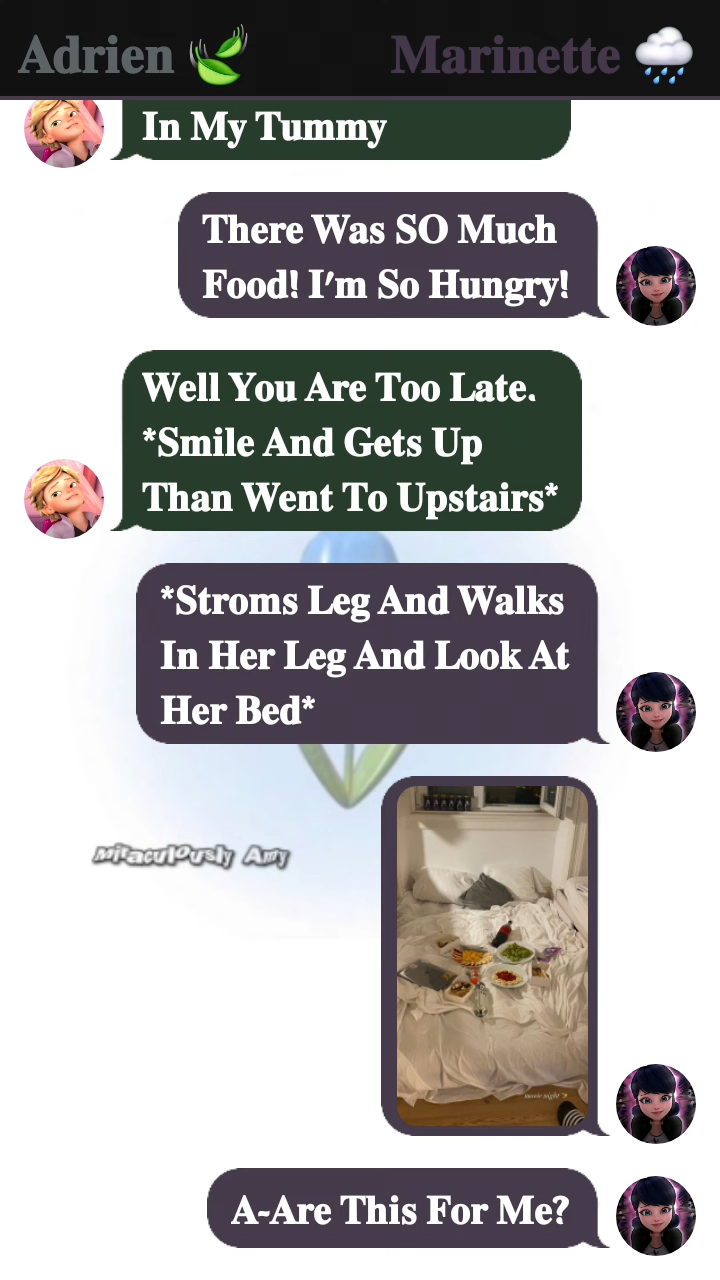 Adrien Marinette
In My Tummy
There Was SO Much
Food! I'm So Hungry!
Well You Are Too Late.
*Smile And Gets Up
Than Went To Upstairs*
*Stroms Leg And Walks
In Her Leg And Look At
Her Bed*
Miraculously Amy
movie night
A-Are This For Me?